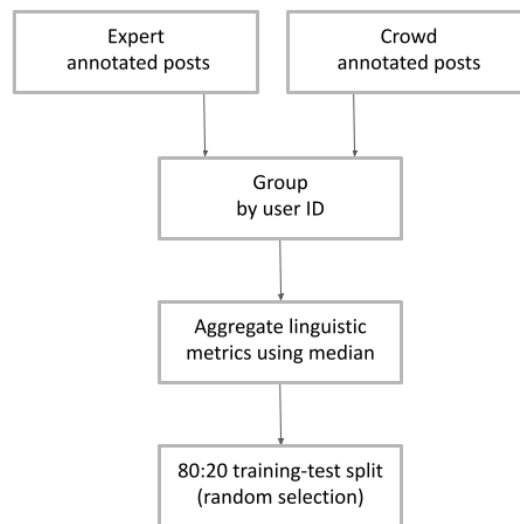 Expert
annotated posts
Crowd
annotated posts
Group
by user ID
Aggregate linguistic
metrics using median
80:20 training-test split
(random selection)